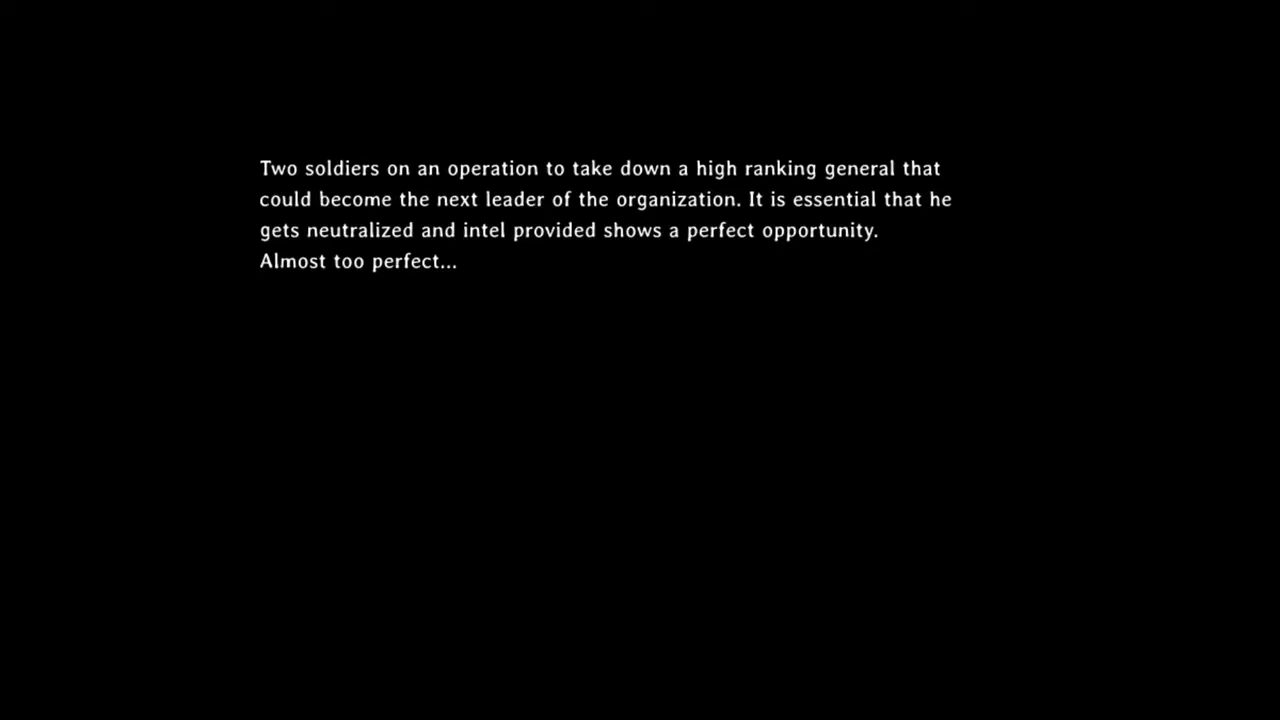 Two soldiers on an operation to take down a high ranking general that
could become the next leader of the organization. It is essential that he
gets neutralized and intel provided shows a perfect opportunity.
Almost too perfect...